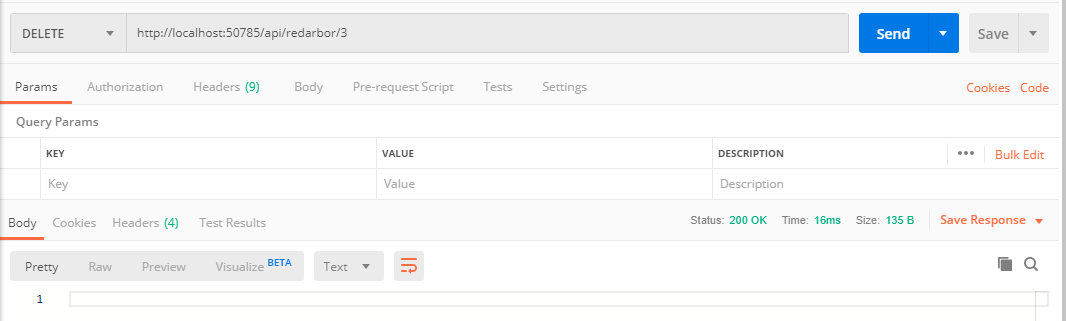 DELETE http://localhost:50785/api/redarbor/3 Send Save
Params Authorization Headers (9) Body Pre-request Script Tests Settings Cookies Code
Query Params
KEY VALUE DESCRIPTION ••• Bulk Edit
Key Value Description
Body Cookies Headers (4) Test Results Status: 200 OK Time: 16ms Size: 135 B Save Response
Pretty Raw Preview Visualize BETA Text
1